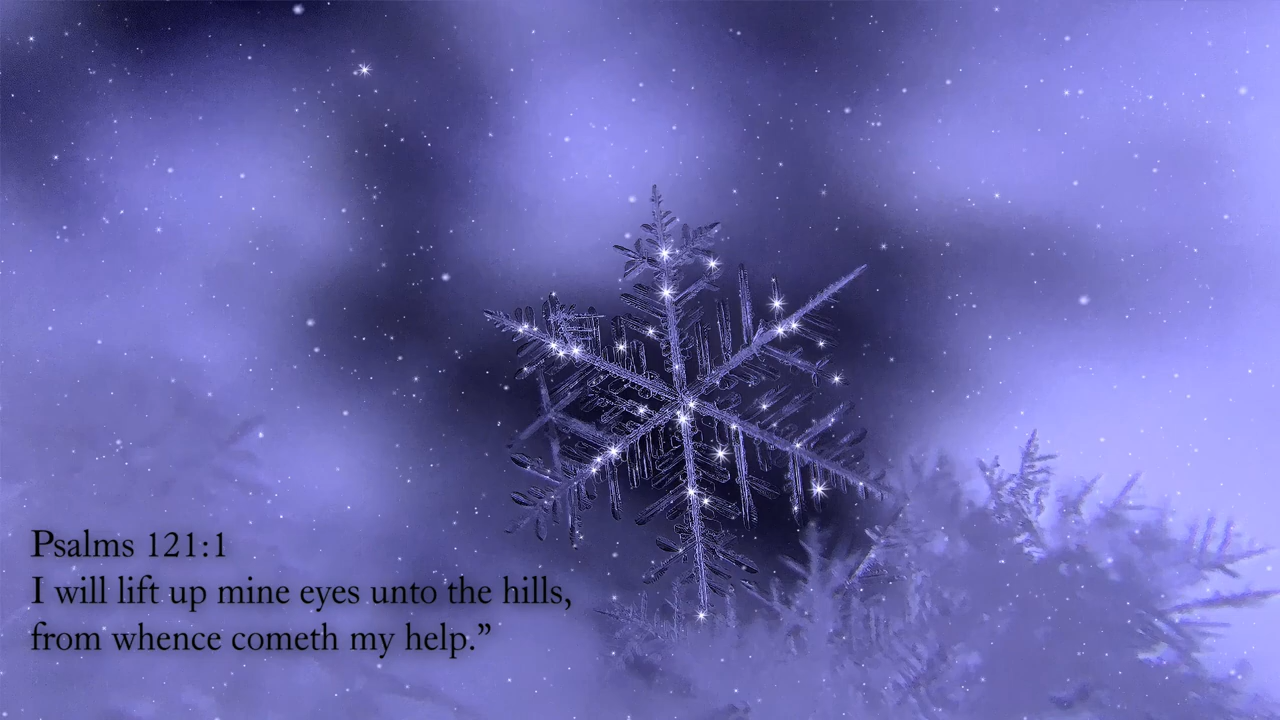 Psalms 121:1
I will lift up mine eyes unto the hills,
from whence cometh my help.”